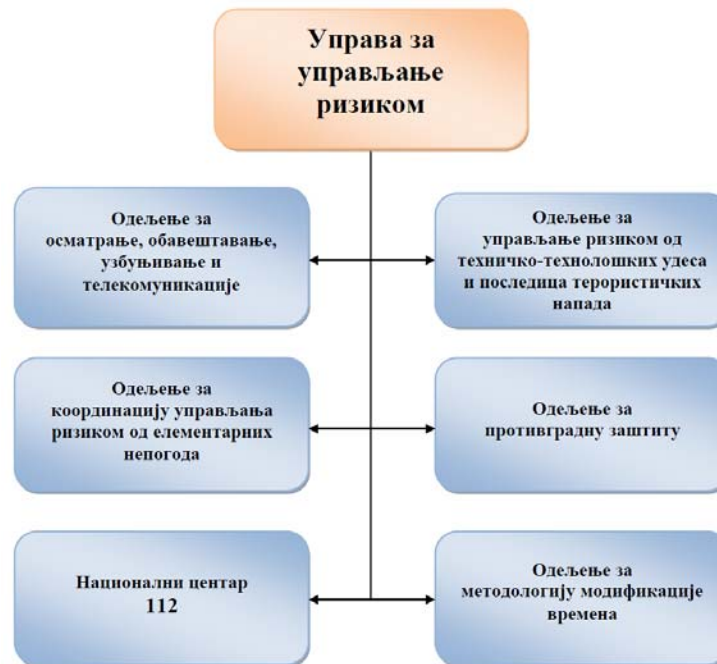 Управа за
управљање
ризиком
Одељење за
осматрање, обавештавање,
узбуњивање и
телекомуникације
Одељење за
управљање ризиком од
техничко-технолошких удеса
и последица терористичких
напада
Одељење за
координацију управљања
ризиком од елементарних
непогода
Одељење за
противградну заштиту
Национални центар
112
Одељење за
методологију модификације
времена